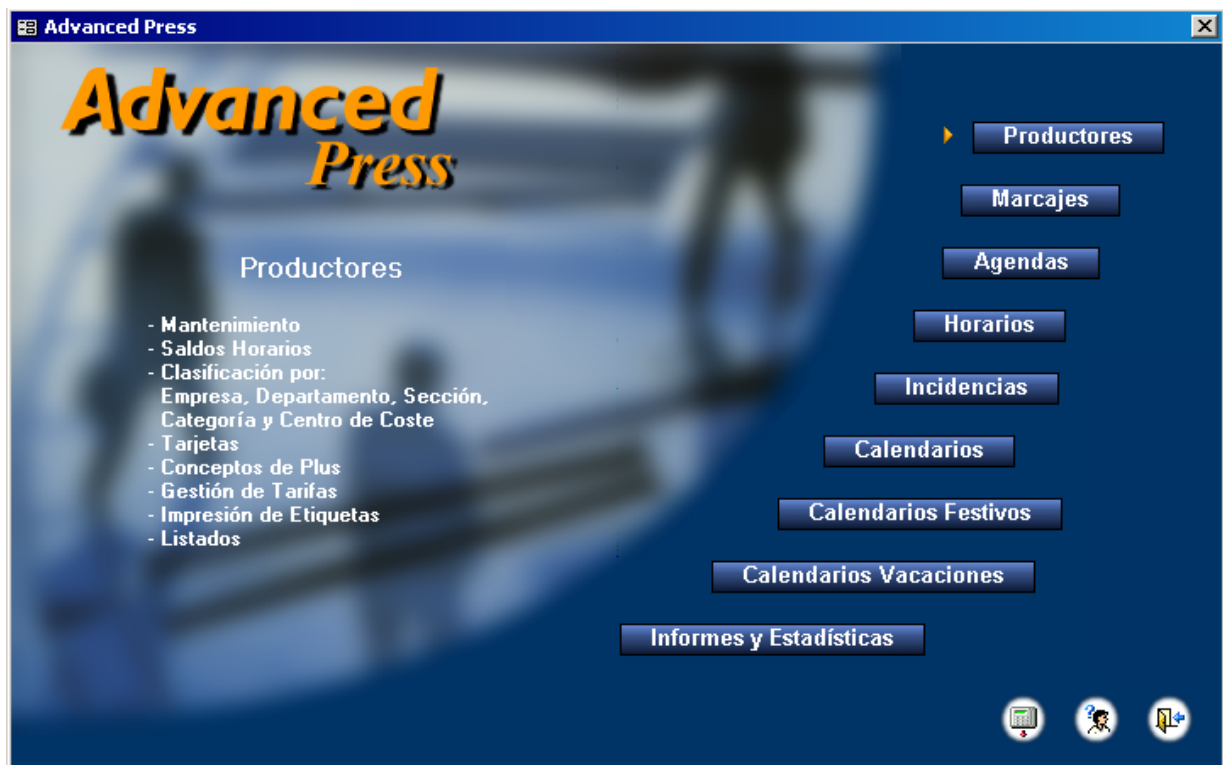 Advanced Press
Advanced
Press
Productores
- Mantenimiento
- Saldos Horarios
- Clasificación por:
Empresa, Departamento, Sección,
Categoría y Centro de Coste
- Tarjetas
- Conceptos de Plus
- Gestión de Tarifas
- Impresión de Etiquetas
- Listados
Productores
Marcajes
Agendas
Horarios
Incidencias
Calendarios
Calendarios Festivos
Calendarios Vacaciones
Informes y Estadísticas